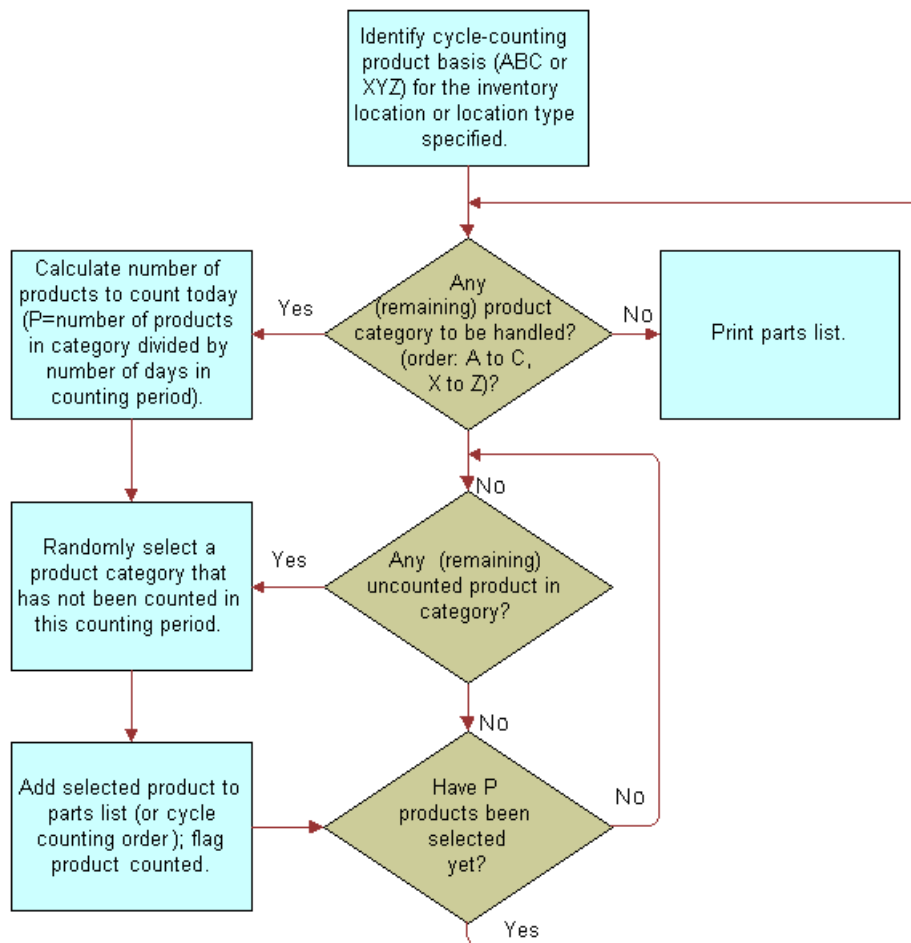 Identify cycle-counting
product basis (ABC or
XYZ) for the inventory
location or location type
specified.
Calculate number of
products to count today
(P=number of products
in category divided by
number of days in
counting period).
Yes
Any
(remaining) product
category to be handled?
(order: A to C,
X to Z)?
No
Print parts list.
No
Randomly select a
product category that
has not been counted in
this counting period.
Yes
Any (remaining)
uncounted product in
category?
No
Add selected product to
parts list (or cycle
counting order); flag
product counted.
Have P
products been
selected
yet?
No
Yes